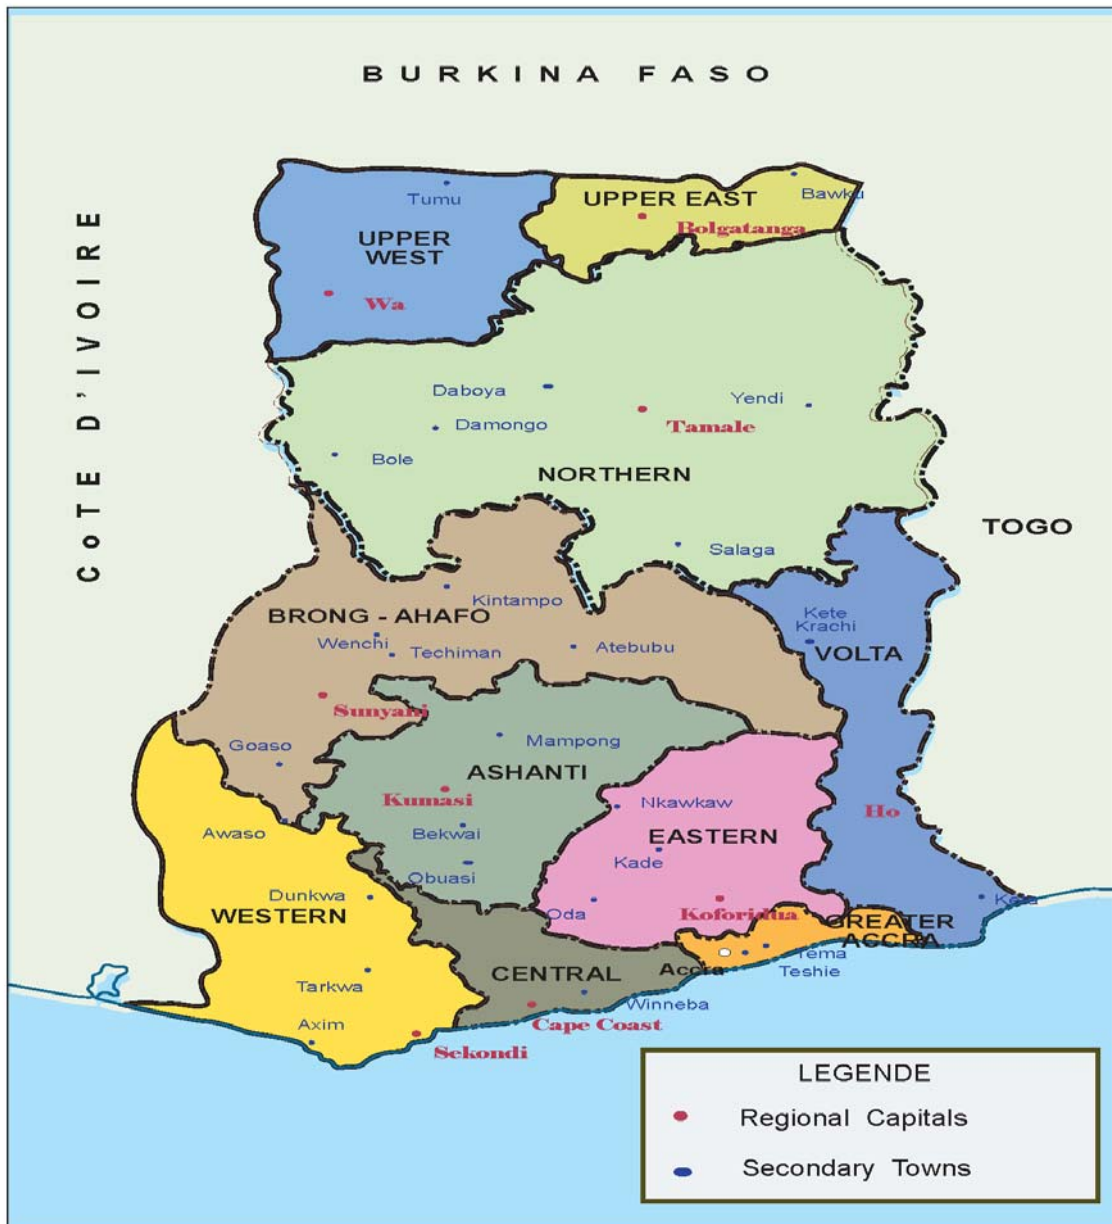 BURKINA FASO
CoTE D'IVOIRE
TOGO
UPPER EAST
Bawku
Tumu
Bolgatanga
UPPER
WEST
Wa
Daboya
Yendi
Damongo
Tamale
Bole
NORTHERN
Salaga
Kintampo
BRONG - AHAFO
Kete
Krachi
Wenchi
Techiman
Atebubu
VOLTA
Sunyani
Goaso
Mampong
ASHANTI
Kumasi
Nkawkaw
Ho
Awaso
Bekwai
EASTERN
Kade
Obuasi
Dunkwa
Keta
WESTERN
Oda
Koforidua
GREATER
ACCRA
Tema
Accra
Teshie
CENTRAL
Tarkwa
Winneba
Axim
Cape Coast
Sekondi
LEGENDE
Regional Capitals
Secondary Towns